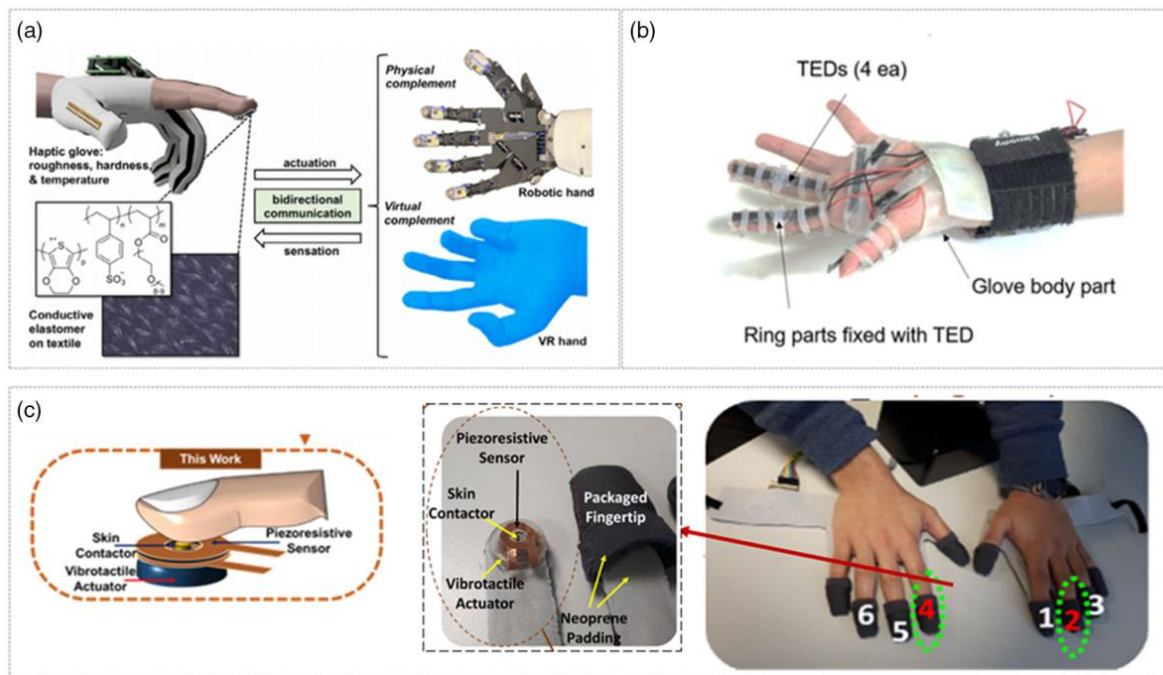 (a)
Haptic glove:
roughness, hardness,
& temperature
Conductive
elastomer
on textile
actuation
bidirectional
communication
sensation
Physical
complement
Robotic hand
Virtual
complement
VR hand
(b)
TEDs (4 ea)
Glove body part
Ring parts fixed with TED
(c)
This Work
Skin
Contactor
Piezoresistive
Sensor
Vibrotactile
Actuator
Piezoresistive
Sensor
Skin
Contactor
Packaged
Fingertip
Vibrotactile
Actuator
Neoprene
Padding
6
5
4
1
2
3